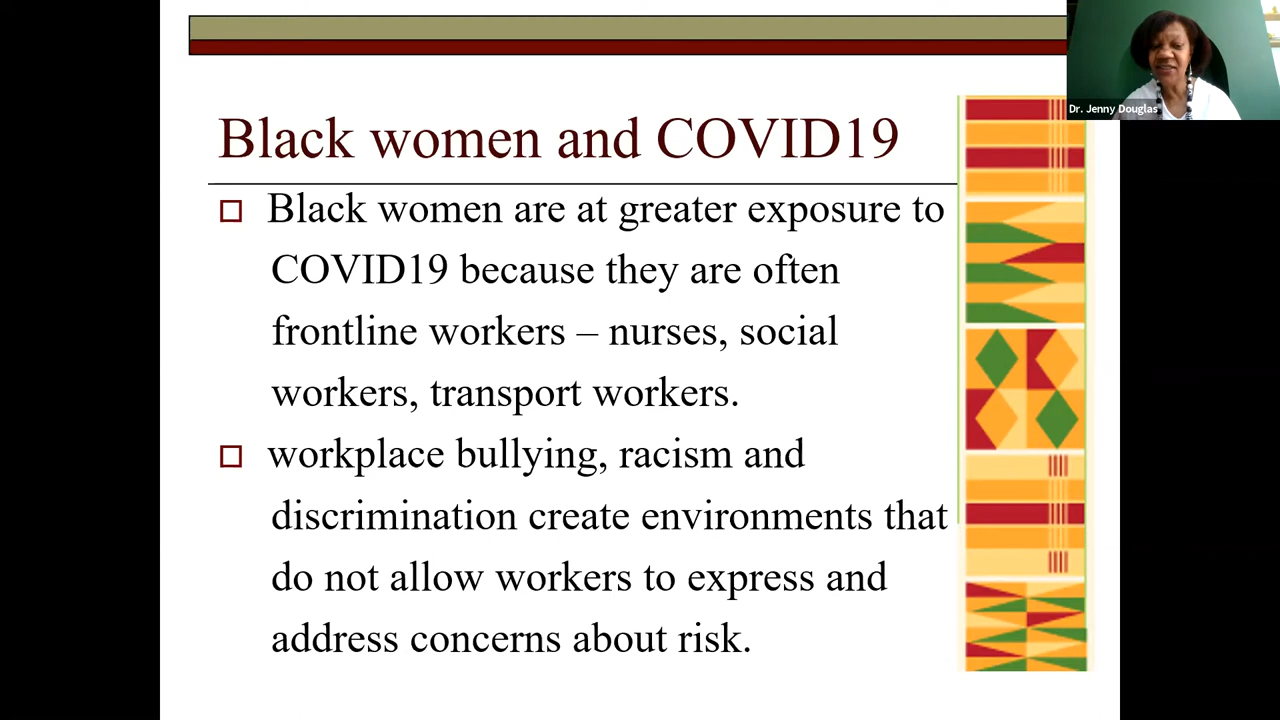 Dr. Jenny Douglas
Black women and COVID19
Black women are at greater exposure to
COVID19 because they are often
frontline workers – nurses, social
workers, transport workers.
workplace bullying, racism and
discrimination create environments that
do not allow workers to express and
address concerns about risk.